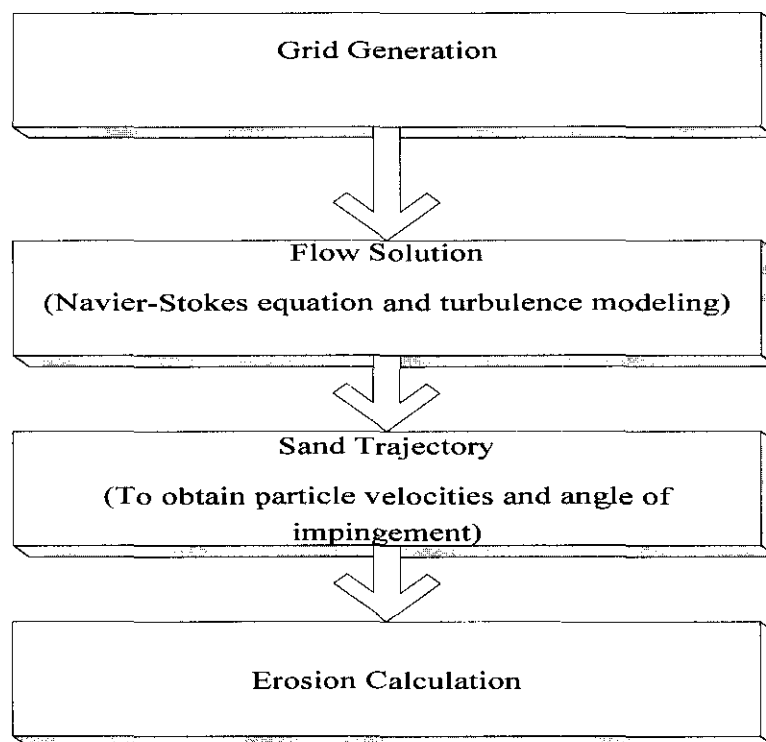 Grid Generation
Flow Solution
(Navier-Stokes equation and turbulence modeling)
Sand Trajectory
(To obtain particle velocities and angle of
impingement)
Erosion Calculation